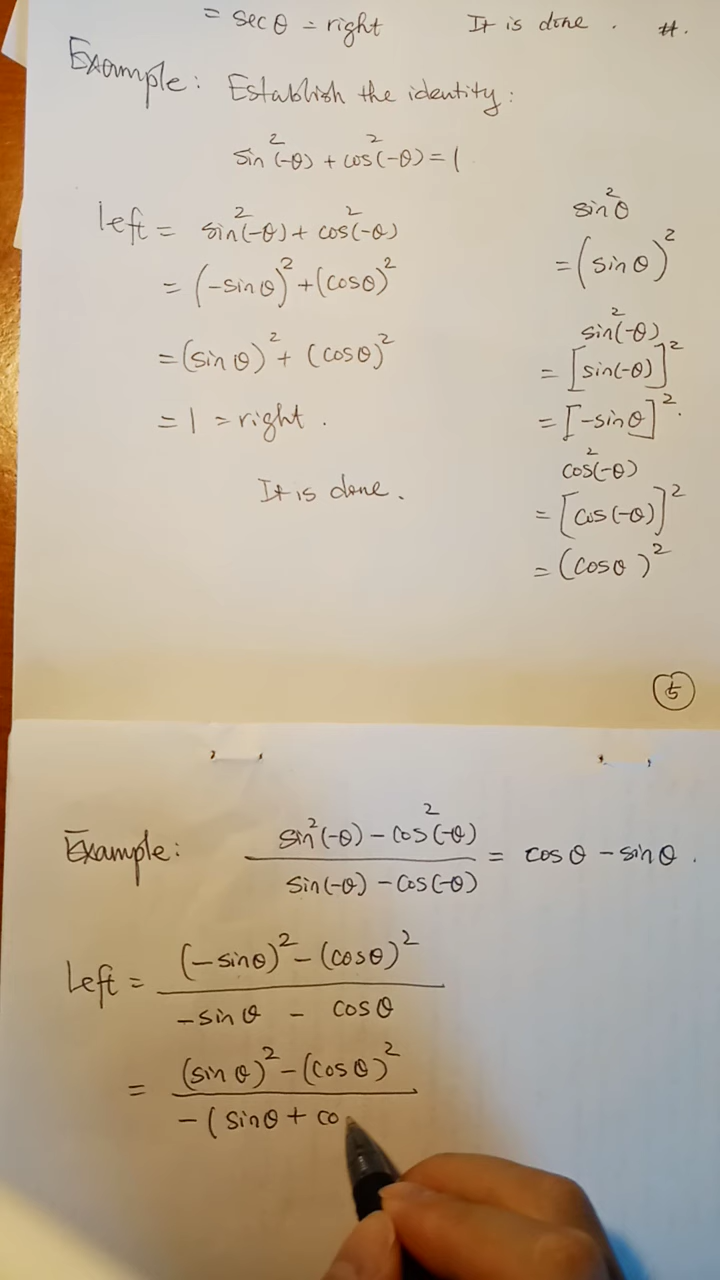 = sec θ = right It is done . #.
Example: Establish the identity:
sin²(-θ) + cos²(-θ) = 1
left = sin²(-θ) + cos²(-θ)
= (-sin θ)² + (cos θ)²
= (sin θ)² + (cos θ)²
= 1 = right .
It is done .
sin²θ
= (sin θ)²
sin²(-θ)
= [sin(-θ)]²
= [-sin θ]².
cos²(-θ)
= [cos(-θ)]²
= (cos θ)²
5
Example: \frac{sin²(-θ) - cos²(-θ)}{sin(-θ) - cos(-θ)} = cos θ - sin θ .
Left = \frac{(-sin θ)² - (cos θ)²}{-sin θ - cos θ}
= \frac{(sin θ)² - (cos θ)²}{-(sin θ + co}